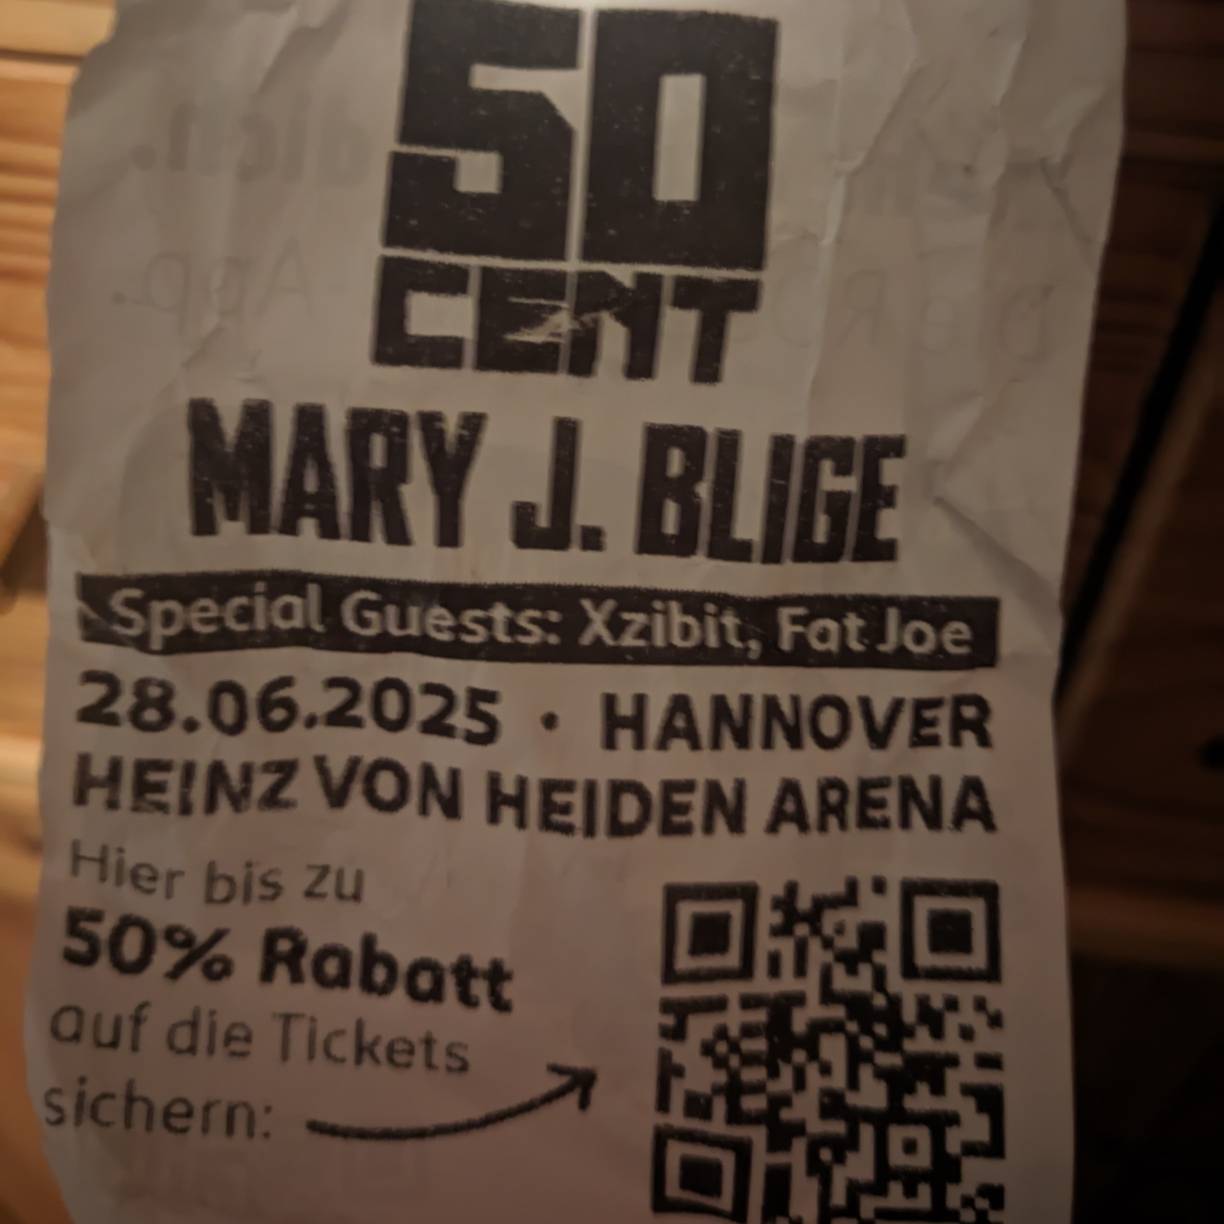 50
CENT
MARY J. BLIGE
Special Guests: Xzibit, Fat Joe
28.06.2025 · HANNOVER
HEINZ VON HEIDEN ARENA
Hier bis zu
50% Rabatt
auf die Tickets
sichern: